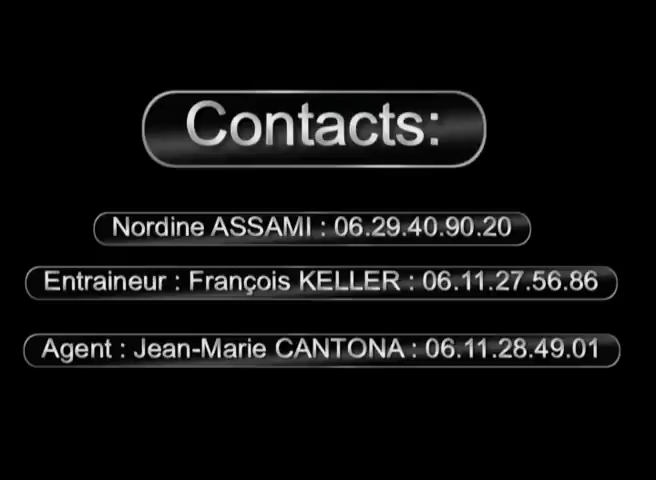 Contacts:
Nordine ASSAMI : 06.29.40.90.20
Entraineur : François KELLER : 06.11.27.56.86
Agent : Jean-Marie CANTONA : 06.11.28.49.01